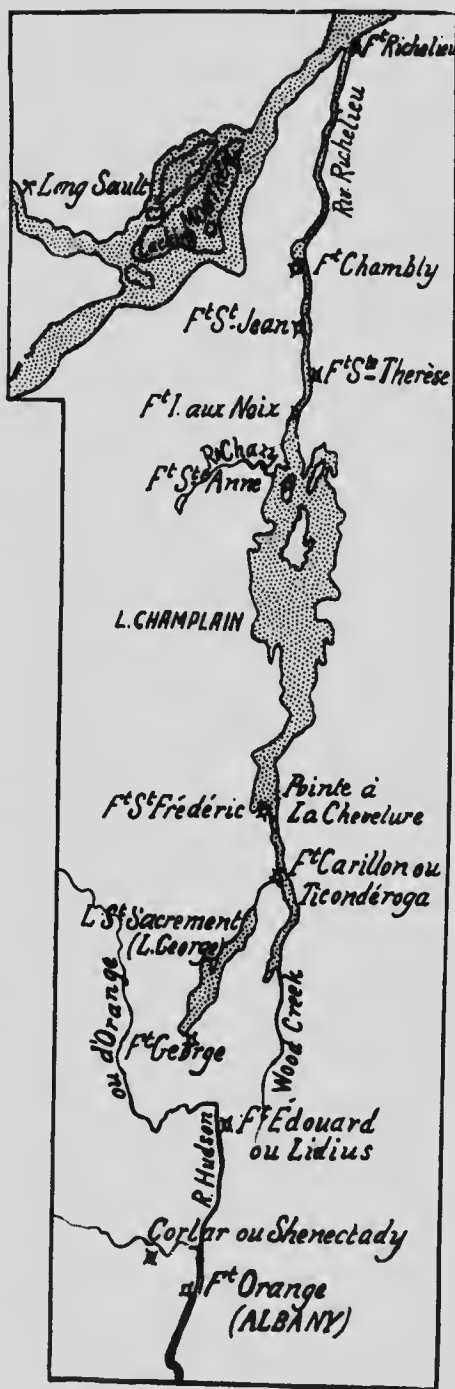 Fᵗ Richelieu
Riv. Richelieu
Long Sault
Fᵗ Chambly
Fᵗ Sᵗ Jean
Fᵗ Sᵗᵉ Therèse
Fᵗ I. aux Noix
R. Chazy
Fᵗ Sᵗᵉ Anne
L. CHAMPLAIN
Pointe à
La Chevelure
Fᵗ Sᵗ Frédéric
Fᵗ Carillon ou
Ticondéroga
L. Sᵗ Sacrement
(L. George)
ou d'Orange
Wood Creek
Fᵗ George
R. Hudson
Fᵗ Édouard
ou Lidius
Corlar ou Shenectady
Fᵗ Orange
(ALBANY)